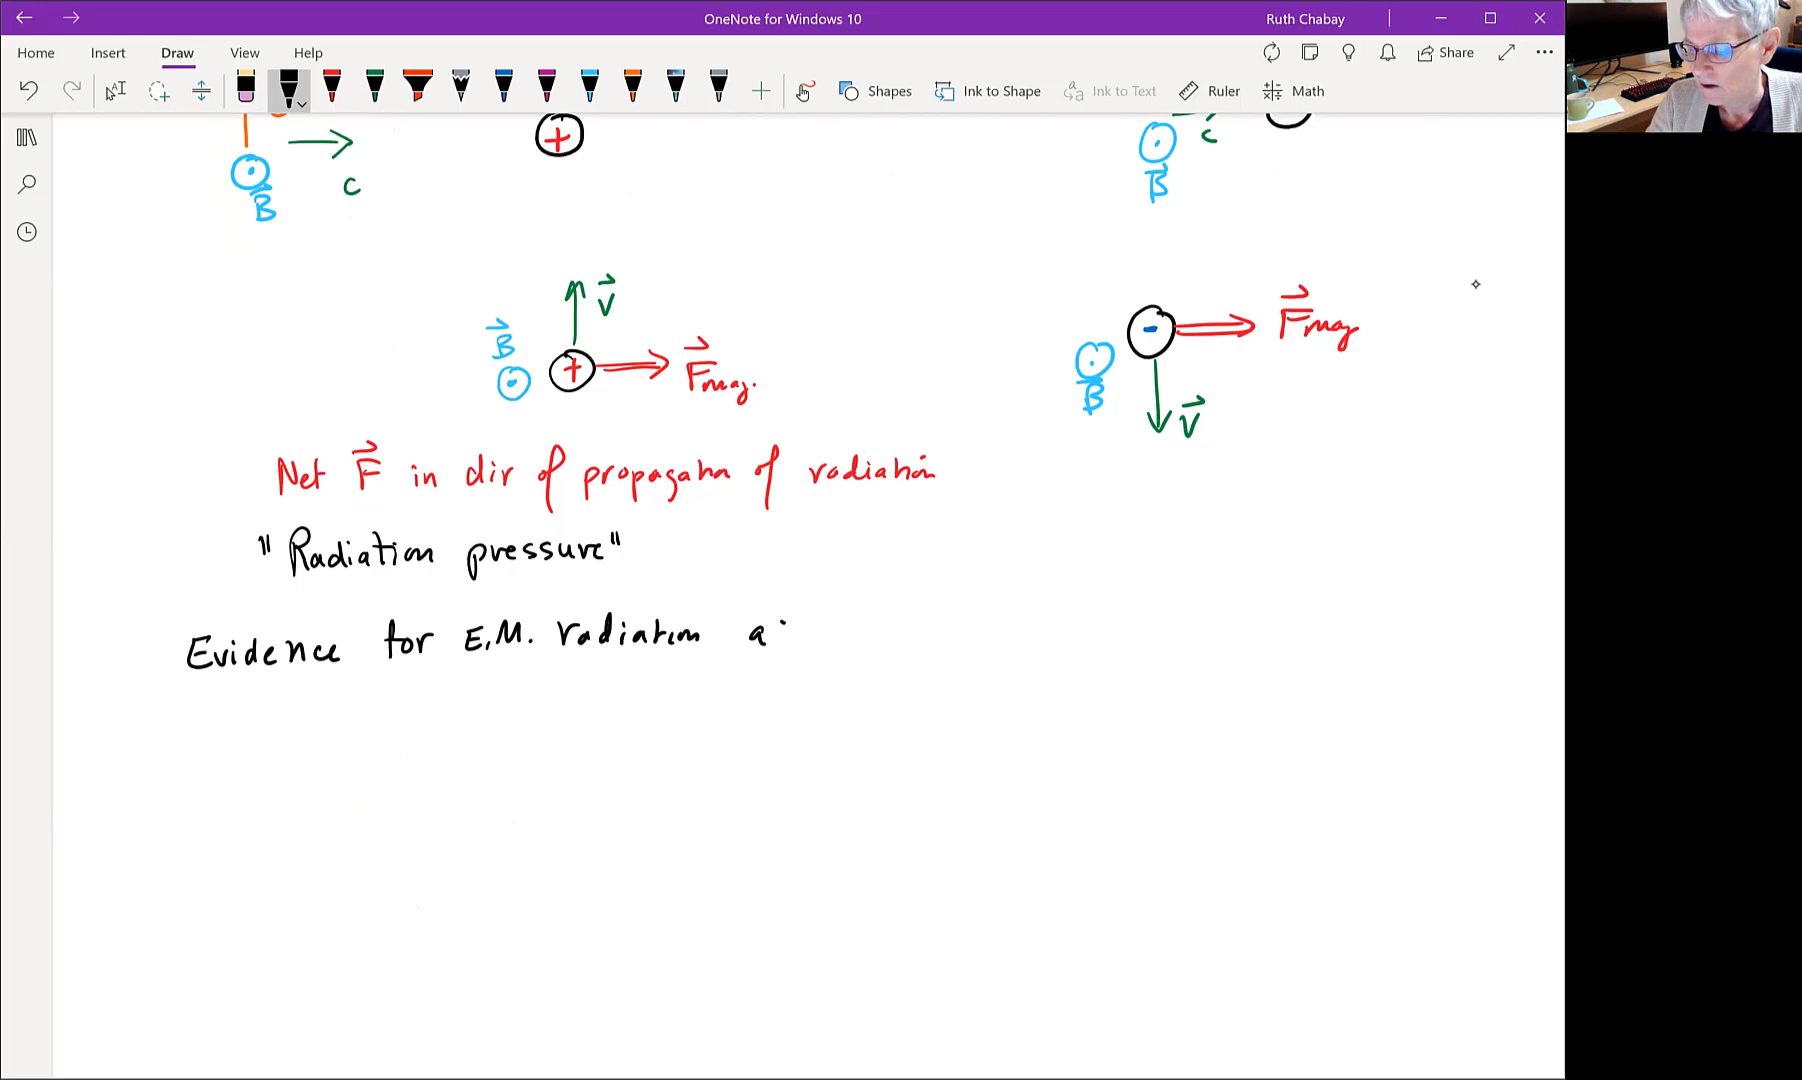 OneNote for Windows 10
Ruth Chabay
Home Insert Draw View Help
Share
Shapes Ink to Shape Ink to Text Ruler Math
+
C
B
C
B
V
B
+
Fmag.
-
Fmag
B
V
Net F in dir of propagatn of radiation
"Radiation pressure"
Evidence for E.M. radiation a